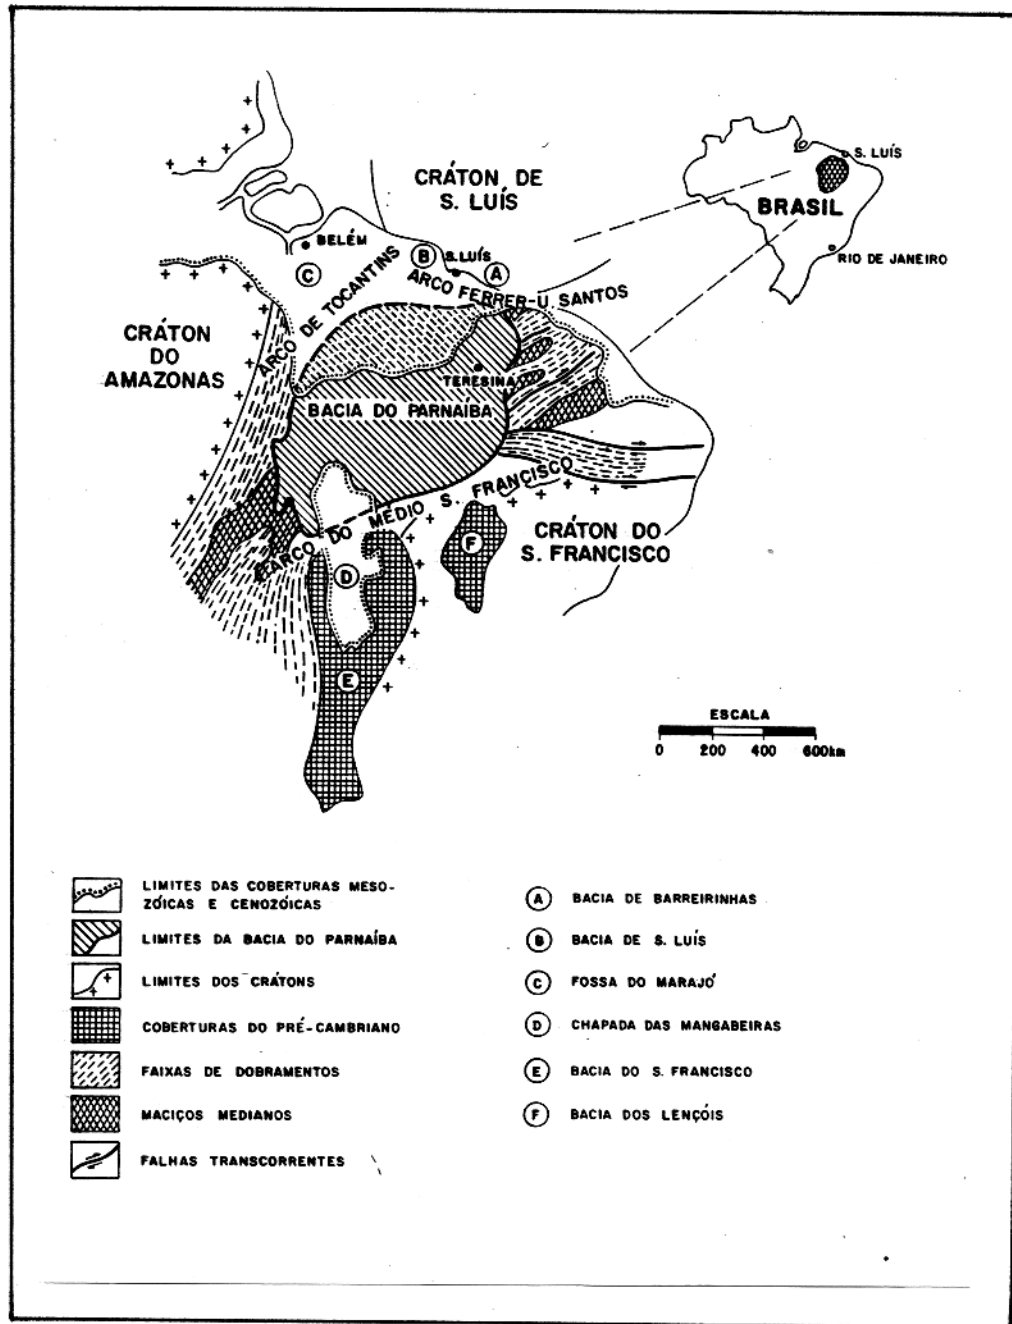 CRÁTON DE
S. LUÍS
S. LUÍS
BRASIL
RIO DE JANEIRO
BELÉM
B
S. LUÍS
A
C
ARCO DE TOCANTINS
ARCO FERRER-U. SANTOS
CRÁTON
DO
AMAZONAS
TERESINA
BACIA DO PARNAÍBA
ARCO DO MÉDIO S. FRANCISCO
CRÁTON DO
S. FRANCISCO
F
D
E
ESCALA
0 200 400 600km
LIMITES DAS COBERTURAS MESO-
ZÓICAS E CENOZÓICAS
LIMITES DA BACIA DO PARNAÍBA
LIMITES DOS CRÁTONS
COBERTURAS DO PRÉ-CAMBRIANO
FAIXAS DE DOBRAMENTOS
MACIÇOS MEDIANOS
FALHAS TRANSCORRENTES
A BACIA DE BARREIRINHAS
B BACIA DE S. LUÍS
C FOSSA DO MARAJÓ
D CHAPADA DAS MANGABEIRAS
E BACIA DO S. FRANCISCO
F BACIA DOS LENÇÓIS